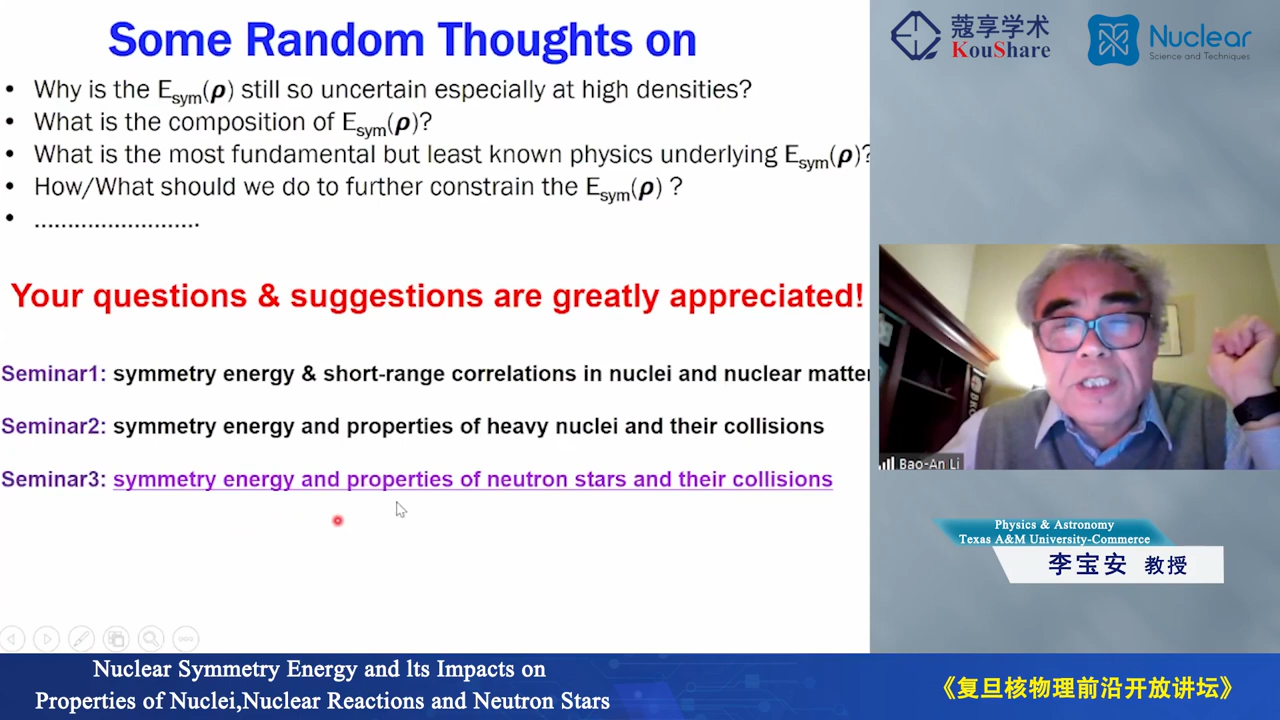 Some Random Thoughts on
• Why is the Esym(ρ) still so uncertain especially at high densities?
• What is the composition of Esym(ρ)?
• What is the most fundamental but least known physics underlying Esym(ρ)?
• How/What should we do to further constrain the Esym(ρ) ?
• .........................
Your questions & suggestions are greatly appreciated!
Seminar1: symmetry energy & short-range correlations in nuclei and nuclear matter
Seminar2: symmetry energy and properties of heavy nuclei and their collisions
Seminar3: symmetry energy and properties of neutron stars and their collisions
蔻享学术
KouShare
Nuclear
Science and Techniques
Bao-An Li
Physics & Astronomy
Texas A&M University-Commerce
李宝安 教授
Nuclear Symmetry Energy and lts Impacts on
Properties of Nuclei,Nuclear Reactions and Neutron Stars
《复旦核物理前沿开放讲坛》